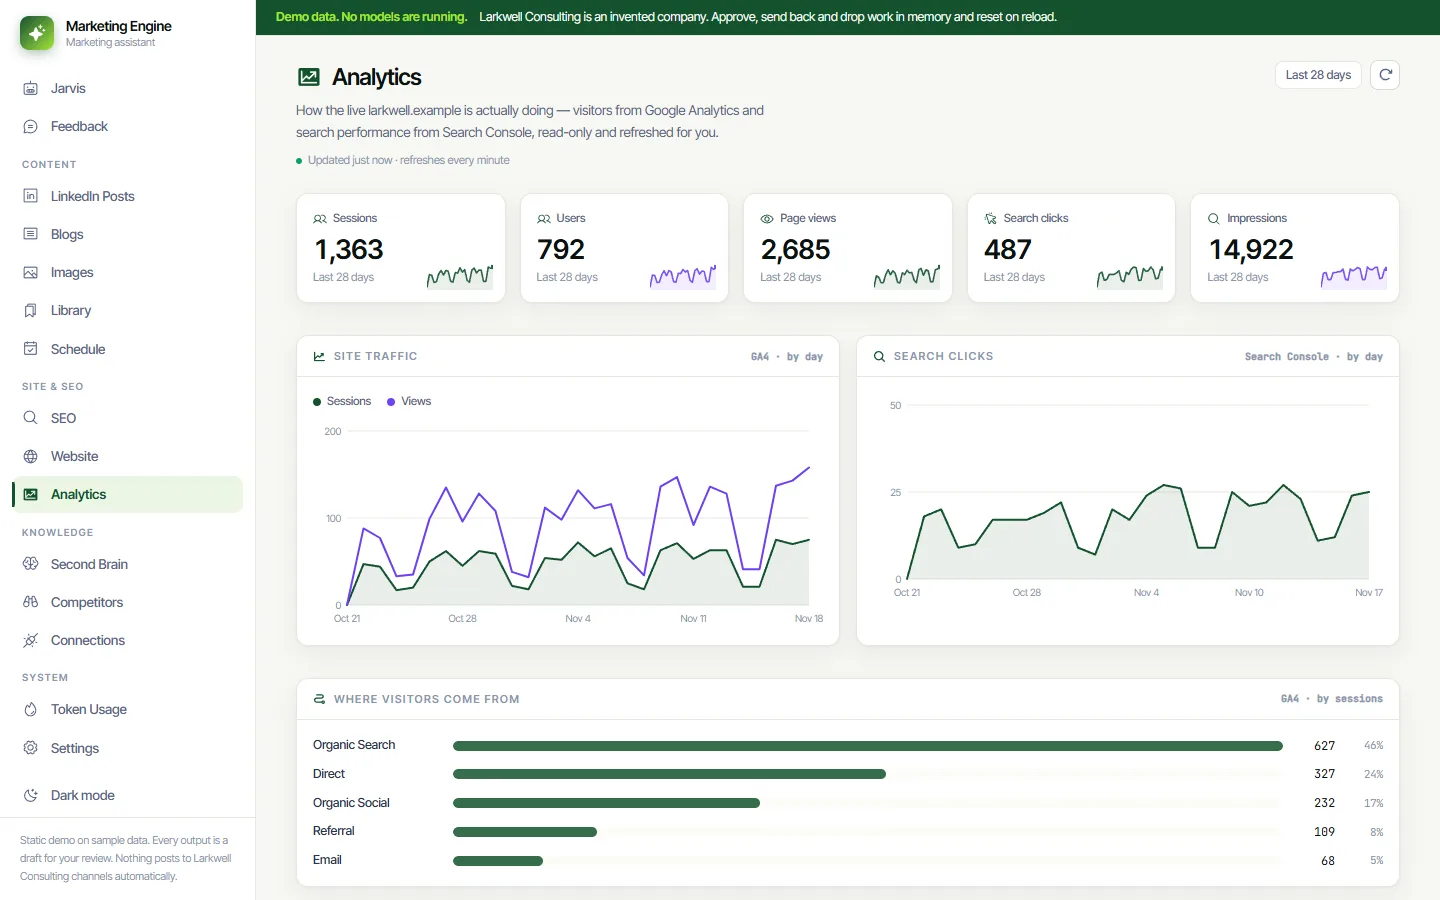 Marketing Engine
Marketing assistant
Jarvis
Feedback
CONTENT
LinkedIn Posts
Blogs
Images
Library
Schedule
SITE & SEO
SEO
Website
Analytics
KNOWLEDGE
Second Brain
Competitors
Connections
SYSTEM
Token Usage
Settings
Dark mode
Static demo on sample data. Every output is a
draft for your review. Nothing posts to Larkwell
Consulting channels automatically.
Demo data. No models are running. Larkwell Consulting is an invented company. Approve, send back and drop work in memory and reset on reload.
Analytics
Last 28 days
How the live larkwell.example is actually doing — visitors from Google Analytics and
search performance from Search Console, read-only and refreshed for you.
Updated just now · refreshes every minute
Sessions
1,363
Last 28 days
Users
792
Last 28 days
Page views
2,685
Last 28 days
Search clicks
487
Last 28 days
Impressions
14,922
Last 28 days
SITE TRAFFIC
GA4 · by day
Sessions Views
200
100
0
Oct 21 Oct 28 Nov 4 Nov 11 Nov 18
SEARCH CLICKS
Search Console · by day
50
25
0
Oct 21 Oct 28 Nov 4 Nov 10 Nov 17
WHERE VISITORS COME FROM
GA4 · by sessions
Organic Search 627 46%
Direct 327 24%
Organic Social 232 17%
Referral 109 8%
Email 68 5%